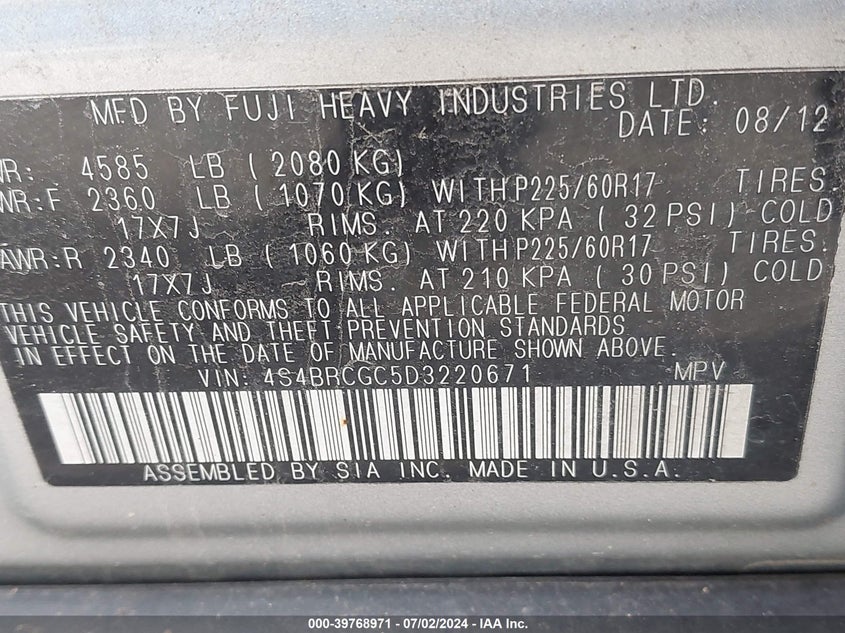 MFD BY FUJI HEAVY INDUSTRIES LTD.
DATE: 08/12
WR: 4585 LB ( 2080 KG)
WR:F 2360 LB ( 1070 KG) WITH P225/60R17 TIRES.
17X7J RIMS. AT 220 KPA ( 32 PSI) COLD
AWR:R 2340 LB ( 1060 KG) WITH P225/60R17 TIRES.
17X7J RIMS. AT 210 KPA ( 30 PSI) COLD
THIS VEHICLE CONFORMS TO ALL APPLICABLE FEDERAL MOTOR
VEHICLE SAFETY AND THEFT PREVENTION STANDARDS
IN EFFECT ON THE DATE OF MANUFACTURE SHOWN ABOVE.
VIN: 4S4BRCGC5D3220671 MPV
ASSEMBLED BY SIA INC. MADE IN U.S.A.
000-39768971 / 07/02/2024 - IAA Inc.